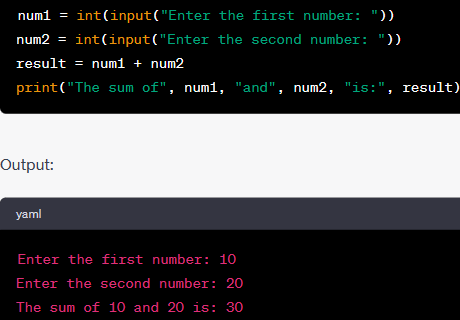 num1 = int(input("Enter the first number: "))
num2 = int(input("Enter the second number: "))
result = num1 + num2
print("The sum of", num1, "and", num2, "is:", result)
Output:
yaml
Enter the first number: 10
Enter the second number: 20
The sum of 10 and 20 is: 30